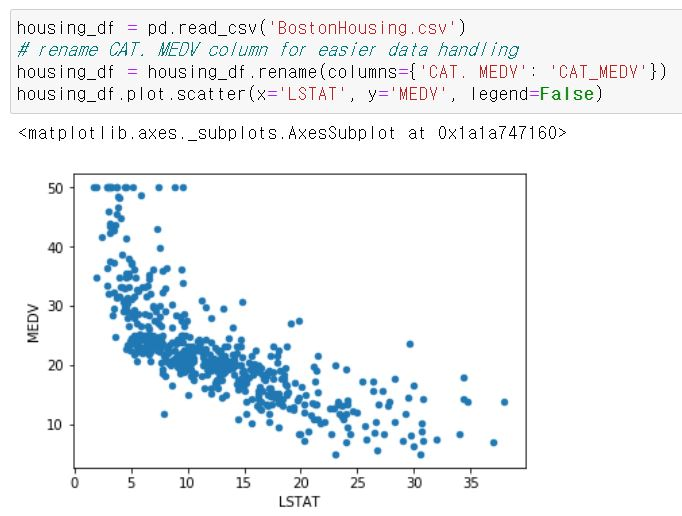 housing_df = pd.read_csv('BostonHousing.csv')
# rename CAT. MEDV column for easier data handling
housing_df = housing_df.rename(columns={'CAT. MEDV': 'CAT_MEDV'})
housing_df.plot.scatter(x='LSTAT', y='MEDV', legend=False)
<matplotlib.axes._subplots.AxesSubplot at 0x1a1a747160>
50
40
30
20
10
MEDV
0 5 10 15 20 25 30 35
LSTAT